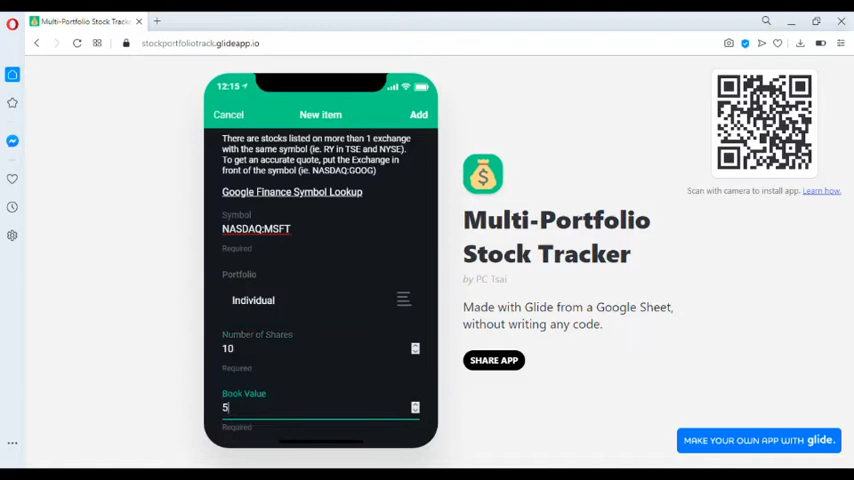 Multi-Portfolio Stock Track
stockportfoliotrack.glideapp.io
12:15
Cancel
New item
Add
There are stocks listed on more than 1 exchange
with the same symbol (ie. RY in TSE and NYSE).
To get an accurate quote, put the Exchange in
front of the symbol (ie. NASDAQ:GOOG)
Google Finance Symbol Lookup
Symbol
NASDAQ:MSFT
Required
Portfolio
Individual
Number of Shares
10
Required
Book Value
5
Required
$
Multi-Portfolio
Stock Tracker
by PC Tsai
Made with Glide from a Google Sheet,
without writing any code.
SHARE APP
Scan with camera to install app. Learn how.
MAKE YOUR OWN APP WITH glide.